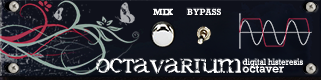 MIX BYPASS
OCTAVARIUM
digital histeresis
octaver